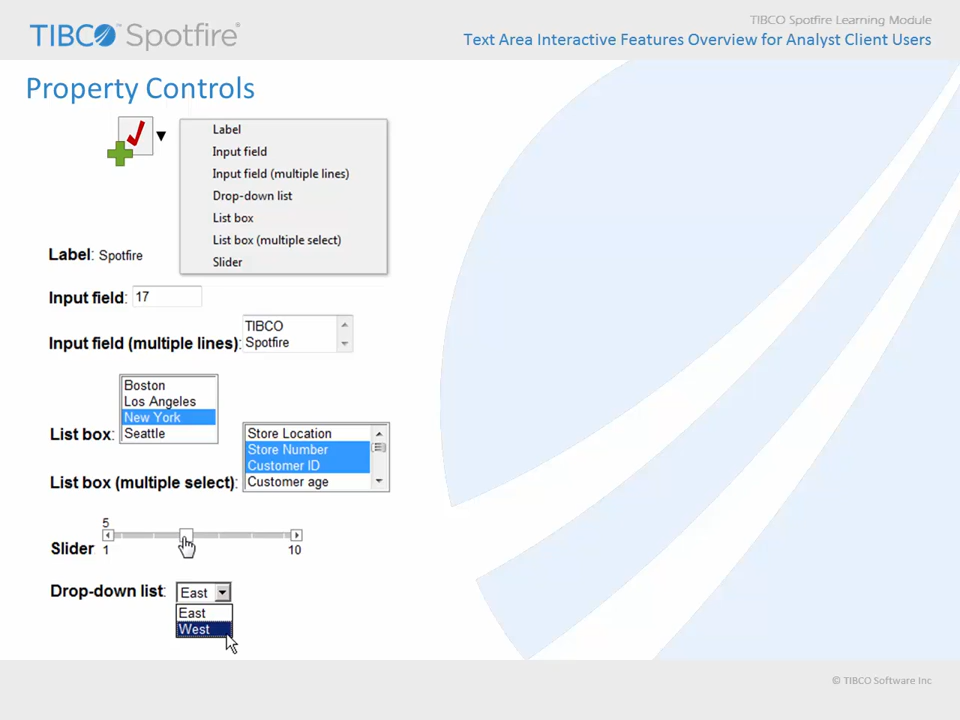 TIBCO™ Spotfire®
TIBCO Spotfire Learning Module
Text Area Interactive Features Overview for Analyst Client Users
Property Controls
Label
Input field
Input field (multiple lines)
Drop-down list
List box
List box (multiple select)
Slider
Label: Spotfire
Input field: 17
TIBCO
Input field (multiple lines): Spotfire
Boston
Los Angeles
New York
List box: Seattle
Store Location
Store Number
Customer ID
List box (multiple select): Customer age
5
Slider 1 10
Drop-down list: East
East
West
© TIBCO Software Inc